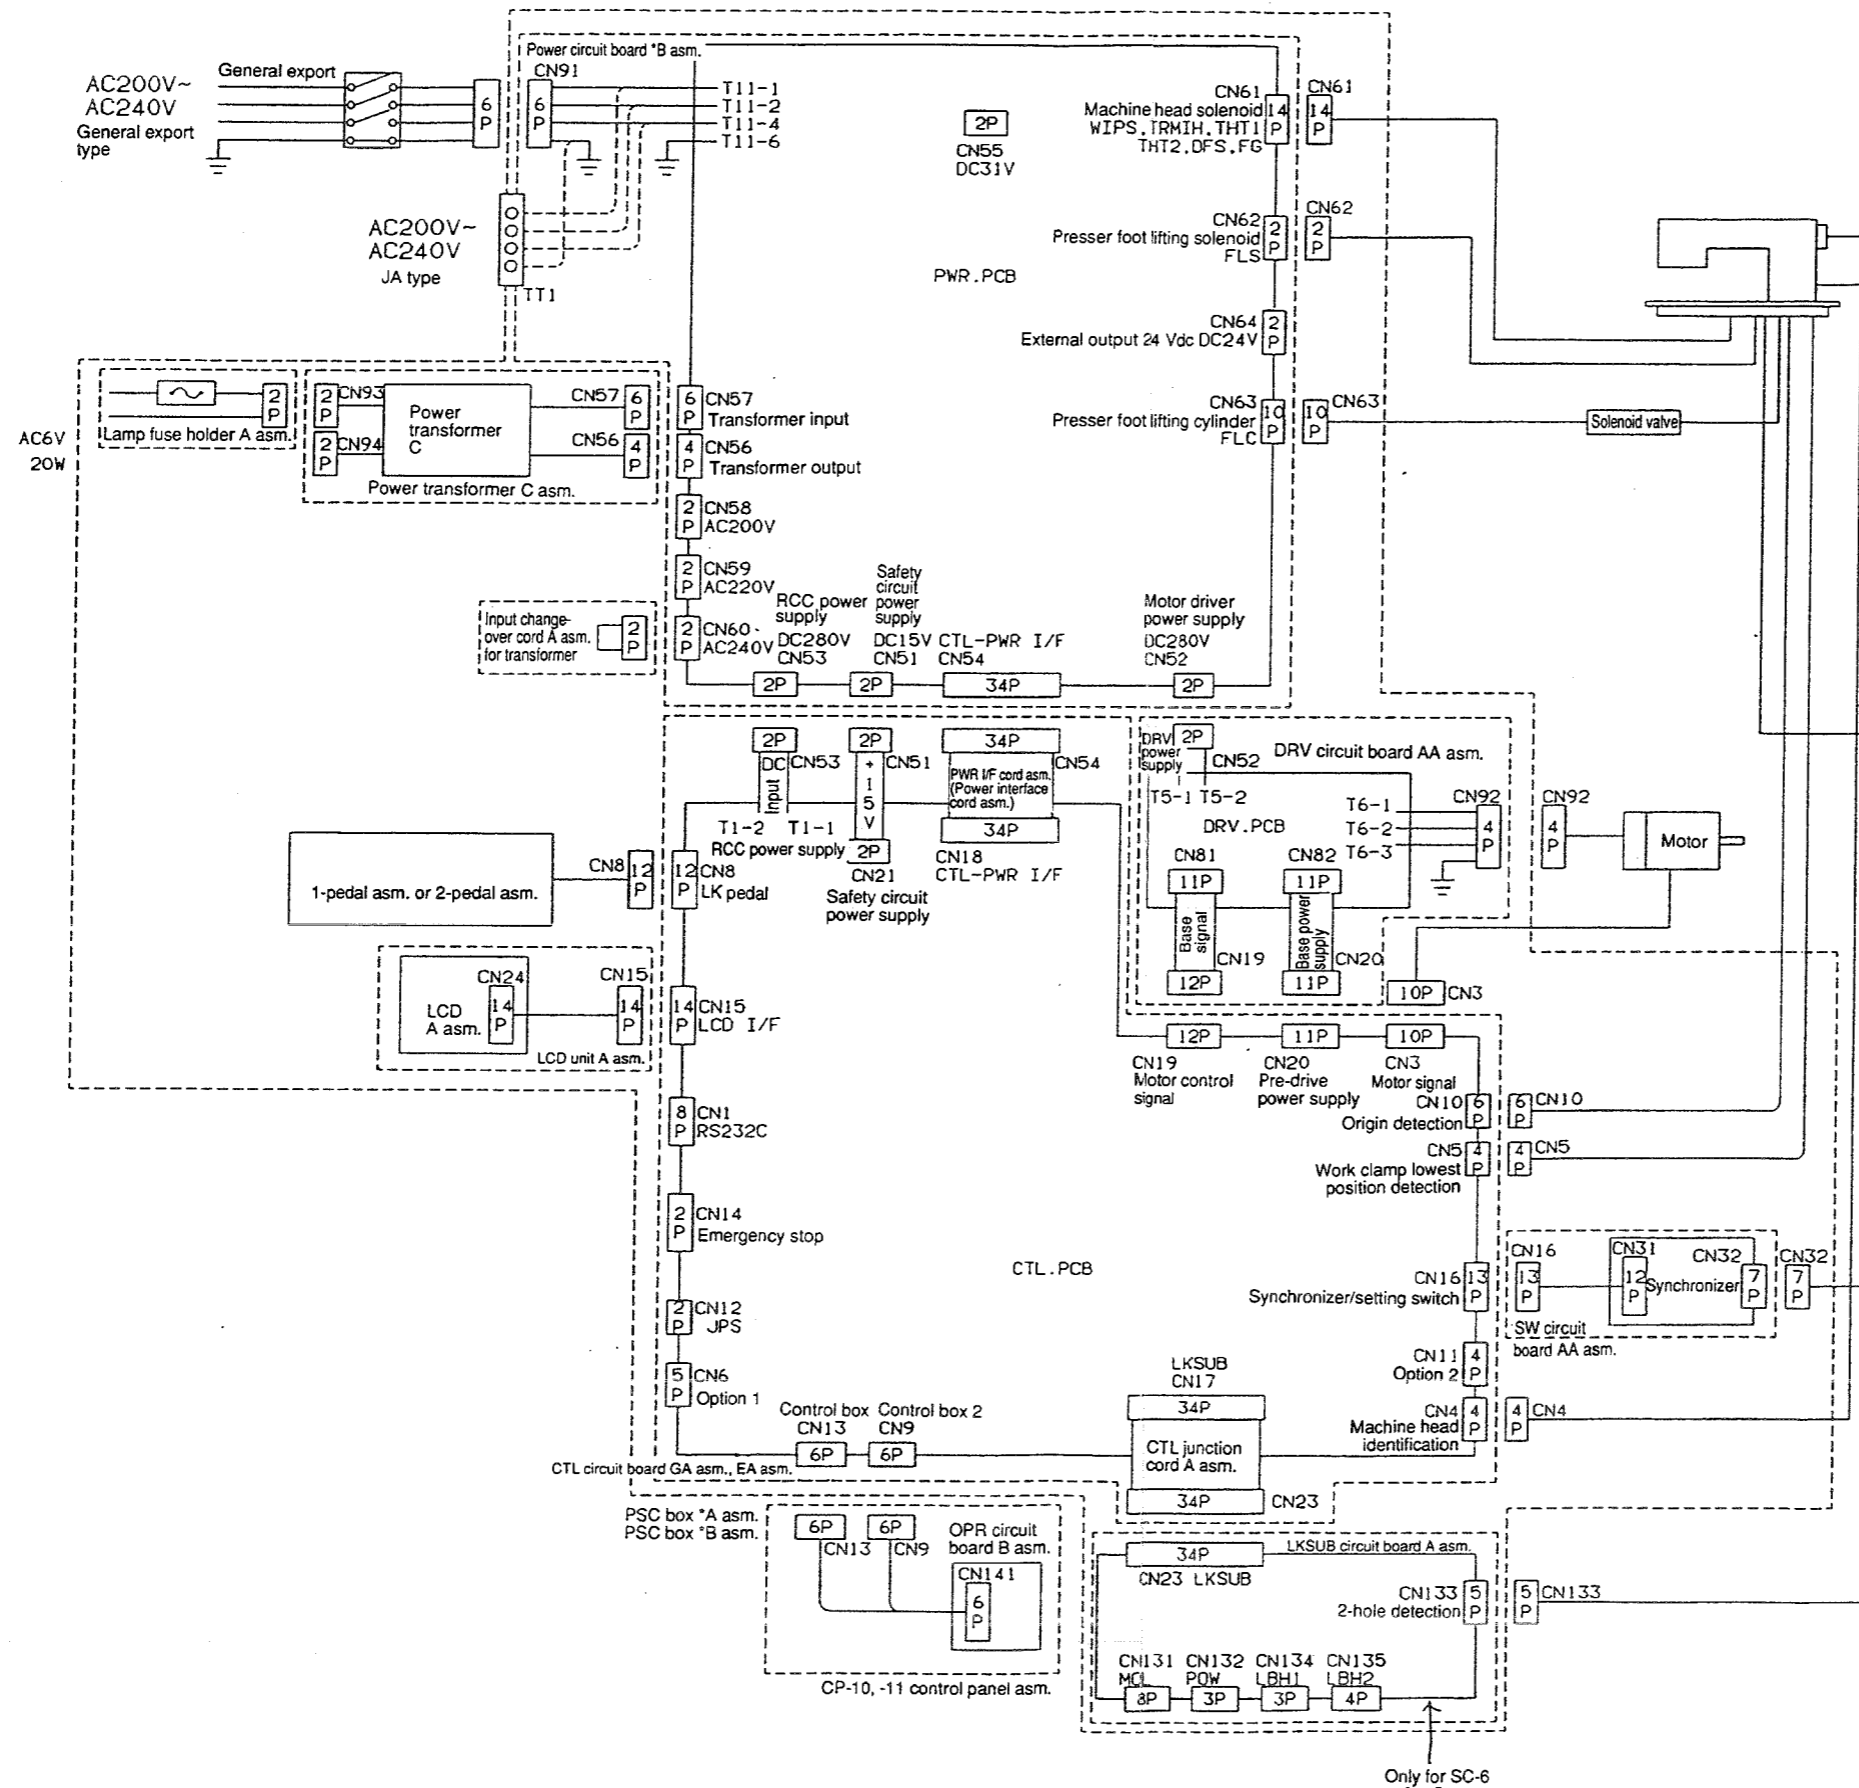 Power circuit board *B asm.
General export
AC200V~
AC240V
General export
type
6
P
CN91
6
P
T11-1
T11-2
T11-4
T11-6
2P
CN55
DC31V
CN61
Machine head solenoid
WIPS.TRMIH.THT1
THT2.DFS.FG
14
P
CN61
14
P
AC200V~
AC240V
JA type
TT1
PWR.PCB
CN62
Presser foot lifting solenoid
FLS
2
P
CN62
2
P
CN64
External output 24 Vdc DC24V
2
P
CN63
Presser foot lifting cylinder
FLC
10
P
CN63
10
P
Solenoid valve
AC6V
20W
2
P
Lamp fuse holder A asm.
2
P
CN93
2
P
CN94
Power
transformer
C
CN57
6
P
CN56
4
P
Power transformer C asm.
6
P
CN57
Transformer input
4
P
CN56
Transformer output
2
P
CN58
AC200V
2
P
CN59
AC220V
2
P
CN60
AC240V
Input change-
over cord A asm.
for transformer
2
P
RCC power
supply
DC280V
CN53
2P
Safety
circuit
power
supply
DC15V
CN51
2P
CTL-PWR I/F
CN54
34P
Motor driver
power supply
DC280V
CN52
2P
2P
DC
Input
CN53
T1-2 T1-1
RCC power supply
2P
+
1
5
V
CN51
2P
CN21
Safety circuit
power supply
34P
CN54
PWR I/F cord asm.
(Power interface
cord asm.)
34P
CN18
CTL-PWR I/F
DRV
power
supply
2P
CN52
DRV circuit board AA asm.
T5-1 T5-2
DRV.PCB
T6-1
T6-2
T6-3
CN92
4
P
CN92
4
P
Motor
CN81
11P
Base
signal
CN19
12P
CN82
11P
Base power
supply
CN20
11P
10P
CN3
1-pedal asm. or 2-pedal asm.
CN8
12
P
12
P
CN8
LK pedal
LCD
A asm.
CN24
14
P
CN15
14
P
LCD unit A asm.
14
P
CN15
LCD I/F
12P
CN19
Motor control
signal
11P
CN20
Pre-drive
power supply
10P
CN3
Motor signal
CN10
Origin detection
6
P
6
P
CN10
CN5
Work clamp lowest
position detection
4
P
4
P
CN5
8
P
CN1
RS232C
2
P
CN14
Emergency stop
CTL.PCB
2
P
CN12
JPS
5
P
CN6
Option 1
CN16
Synchronizer/setting switch
13
P
CN16
13
P
CN31
12
P
Synchronizer
CN32
7
P
CN32
7
P
SW circuit
board AA asm.
CN11
Option 2
4
P
CN4
Machine head
identification
4
P
4
P
CN4
Control box
CN13
6P
Control box 2
CN9
6P
LKSUB
CN17
34P
CTL junction
cord A asm.
34P
CN23
CTL circuit board GA asm., EA asm.
PSC box *A asm.
PSC box *B asm.
6P
CN13
6P
CN9
OPR circuit
board B asm.
CN141
6
P
CP-10, -11 control panel asm.
34P
CN23 LKSUB
LKSUB circuit board A asm.
CN133
2-hole detection
5
P
5
P
CN133
CN131
MCL
8P
CN132
POW
3P
CN134
LBH1
3P
CN135
LBH2
4P
Only for SC-6